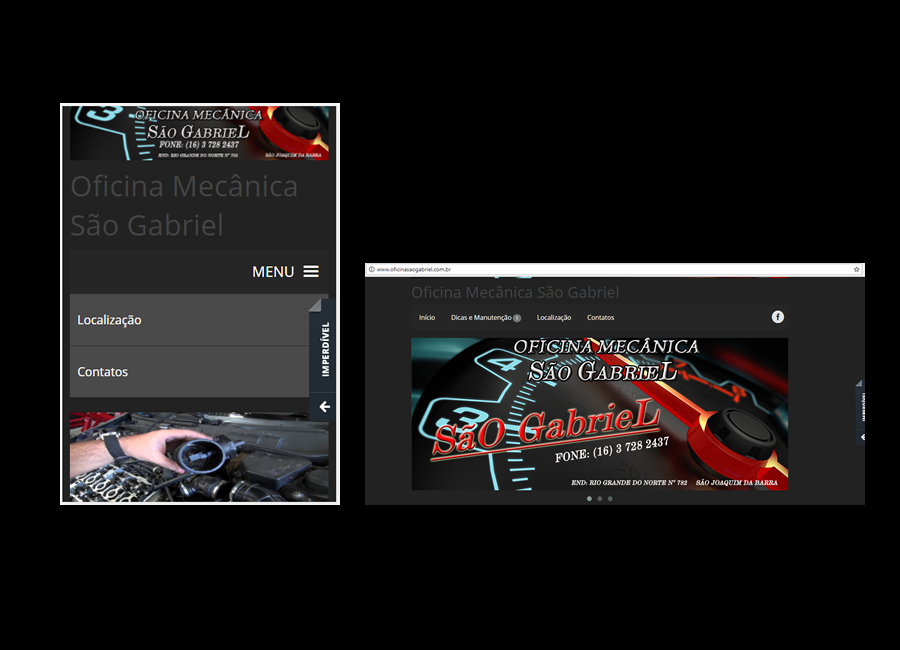 OFICINA MECÂNICA
SÃO GABRIEL
FONE: (16) 3 728 2437
END: RIO GRANDE DO NORTE Nº 782 SÃO JOAQUIM DA BARRA
Oficina Mecânica
São Gabriel
MENU
Localização
Contatos
IMPERDÍVEL
www.oficinasaogabriel.com.br
Oficina Mecânica São Gabriel
Início Dicas e Manutenção Localização Contatos f
OFICINA MECÂNICA
SÃO GABRIEL
4
3
SãO GabrieL
FONE: (16) 3 728 2437
END: RIO GRANDE DO NORTE Nº 782 SÃO JOAQUIM DA BARRA